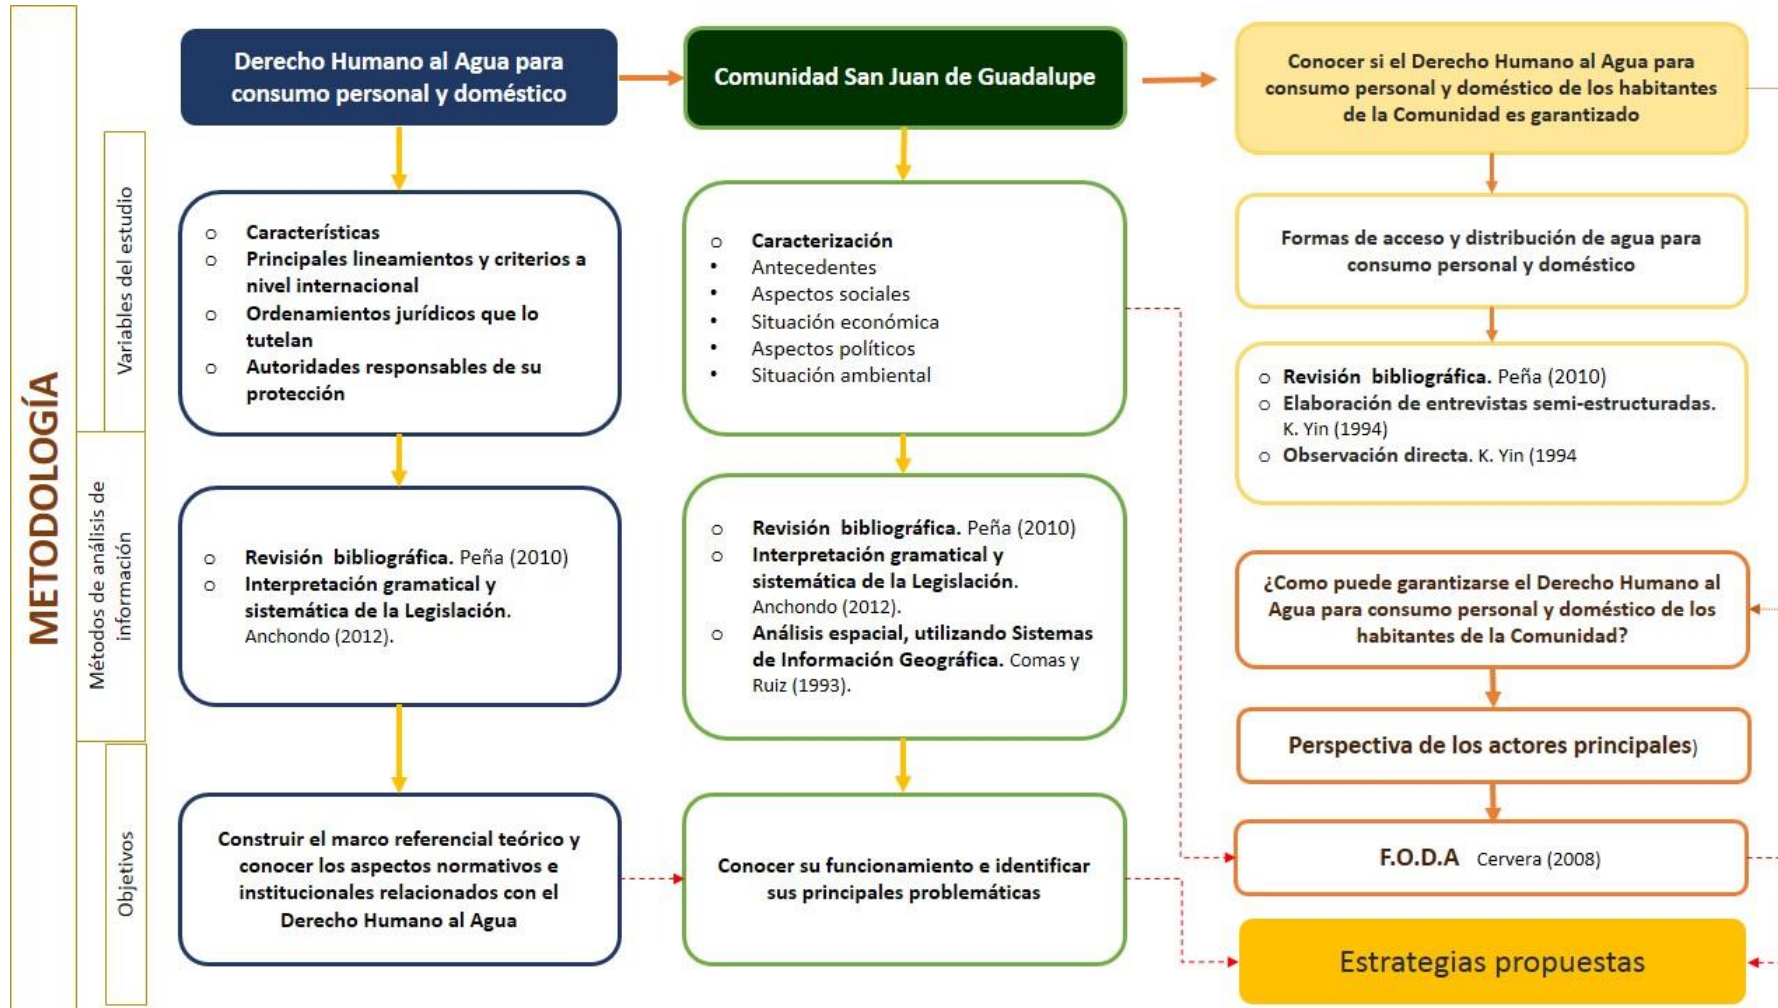 METODOLOGÍA
Variables del estudio
Métodos de análisis de
información
Objetivos
Derecho Humano al Agua para
consumo personal y doméstico
o Características
o Principales lineamientos y criterios a
nivel internacional
o Ordenamientos jurídicos que lo
tutelan
o Autoridades responsables de su
protección
o Revisión bibliográfica. Peña (2010)
o Interpretación gramatical y
sistemática de la Legislación.
Anchondo (2012).
Construir el marco referencial teórico y
conocer los aspectos normativos e
institucionales relacionados con el
Derecho Humano al Agua
Comunidad San Juan de Guadalupe
o Caracterización
• Antecedentes
• Aspectos sociales
• Situación económica
• Aspectos políticos
• Situación ambiental
o Revisión bibliográfica. Peña (2010)
o Interpretación gramatical y
sistemática de la Legislación.
Anchondo (2012).
o Análisis espacial, utilizando Sistemas
de Información Geográfica. Comas y
Ruiz (1993).
Conocer su funcionamiento e identificar
sus principales problemáticas
Conocer si el Derecho Humano al Agua para
consumo personal y doméstico de los habitantes
de la Comunidad es garantizado
Formas de acceso y distribución de agua para
consumo personal y doméstico
o Revisión bibliográfica. Peña (2010)
o Elaboración de entrevistas semi-estructuradas.
K. Yin (1994)
o Observación directa. K. Yin (1994
¿Como puede garantizarse el Derecho Humano al
Agua para consumo personal y doméstico de los
habitantes de la Comunidad?
Perspectiva de los actores principales)
F.O.D.A Cervera (2008)
Estrategias propuestas